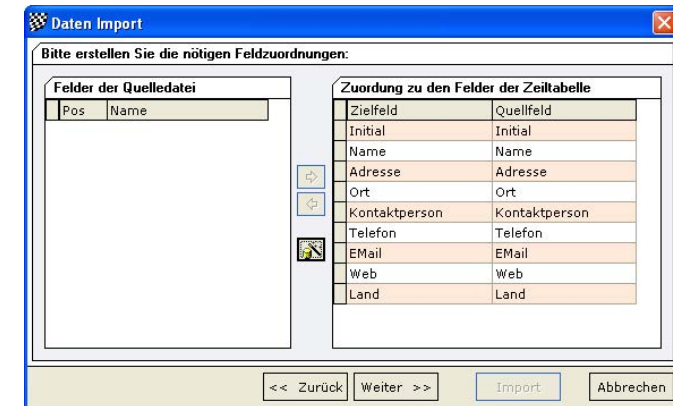 Daten Import
Bitte erstellen Sie die nötigen Feldzuordnungen:
Felder der Quelledatei
Pos Name
Zuordung zu den Felder der Zeiltabelle
Zielfeld Quellfeld
Initial Initial
Name Name
Adresse Adresse
Ort Ort
Kontaktperson Kontaktperson
Telefon Telefon
EMail EMail
Web Web
Land Land
<< Zurück Weiter >> Import Abbrechen